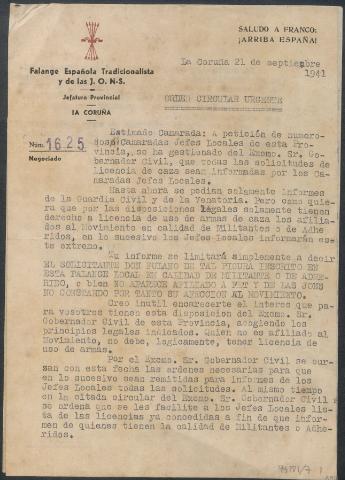 SALUDO A FRANCO:
¡ARRIBA ESPAÑA!
Falange Española Tradicionalista
y de las J. O. N-S.
Jefatura Provincial
LA CORUÑA
La Coruña 21 de septiembre
1941
ORDEN CIRCULAR URGENTE
Núm. 1625
Negociado
Estimado Camarada: A petición de numero-
sos Camaradas Jefes Locales de esta Pro-
vincia, se ha gestionado del Excmo. Sr. Go-
bernador Civil, que todas las solicitudes de
licencia de caza sean informadas por los Ca-
maradas Jefes Locales.
Hasta ahora se pedían solamente informes
de la Guardia Civil y de la Venatoria. Pero como quie-
ra que por las disposiciones legales solamente tienen
derecho a licencia de uso de armas de caza los afilia-
dos al Movimiento en calidad de Militantes o de Adhe-
ridos, en lo sucesivo los Jefes Locales informarán es-
te extremo.
Tu informe se limitará simplemente a decir
EL SOLICITANTE DON FULANO DE TAL FIGURA INSCRITO EN
ESTA FALANGE LOCAL EN CALIDAD DE MILITANTE O DE ADHE-
RIDO, o bien NO APARECE AFILIADO A FET Y DE LAS JONS
NO CONSTANDO POR TANTO SU AFECCION AL MOVIMIENTO.
Creo inutil encarecerte el interes que pa-
ra vosotros tienen esta disposición del Excmo. Sr.
Gobernador Civil de esta Provincia, acogiendo los
principios legales indicados. Quien no es afiliado al
Movimiento, no debe, logicamente, tener licencia de
uso de armas.
Por el Excmo. Sr. Gobernador Civil se cur-
san con esta fecha las ordenes necesarias para que
en lo sucesivo sean remitidas para informes de los
Jefes Locales todas las solicitudes. Al mismo tiempo
en la citada circular del Excmo. Sr. Gobernador Civil
se ordena que se les facilite a los Jefes Locales lis-
ta de las licencias ya concedidas a fin de que infor-
men de quienes tienen la calidad de Militantes o Adhe-
ridos.